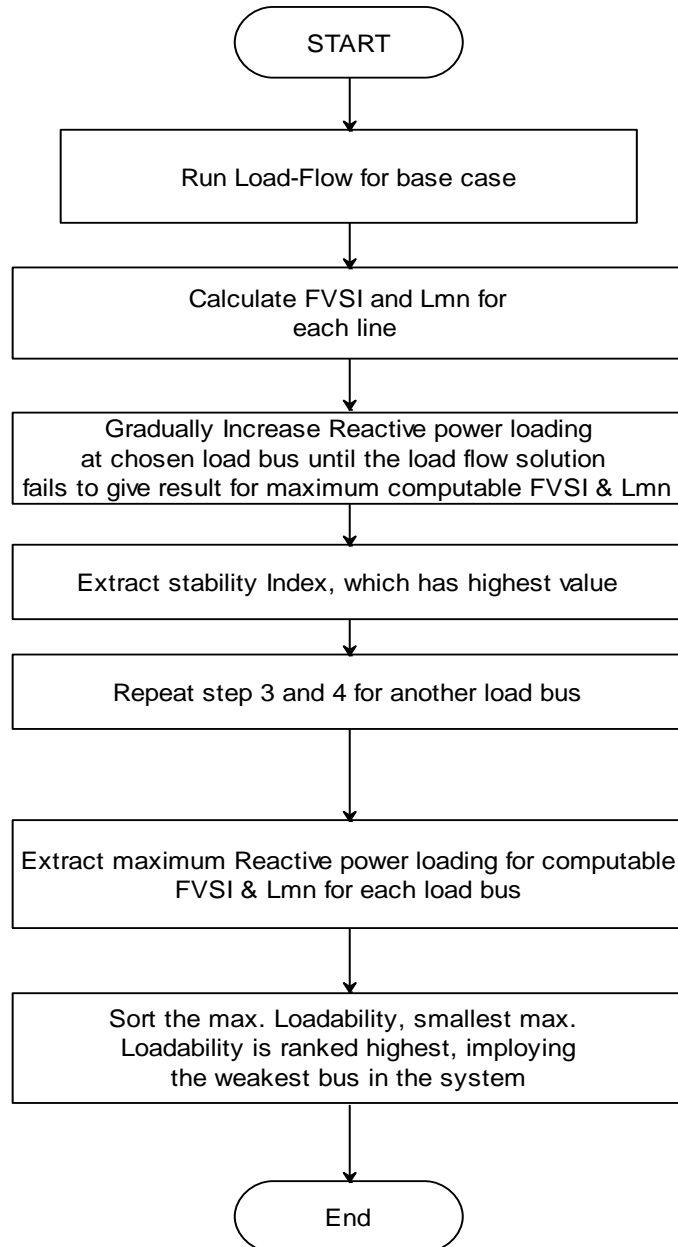 START
Run Load-Flow for base case
Calculate FVSI and Lmn for
each line
Gradually Increase Reactive power loading
at chosen load bus until the load flow solution
fails to give result for maximum computable FVSI & Lmn
Extract stability Index, which has highest value
Repeat step 3 and 4 for another load bus
Extract maximum Reactive power loading for computable
FVSI & Lmn for each load bus
Sort the max. Loadability, smallest max.
Loadability is ranked highest, imploying
the weakest bus in the system
End